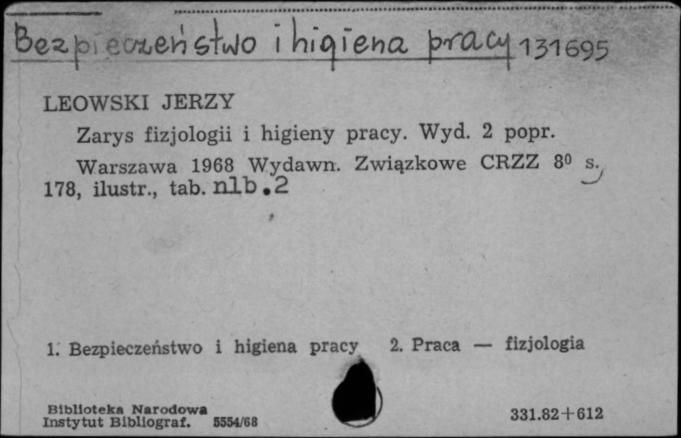 Bezpieczeństwo i higiena pracy 131695
LEOWSKI JERZY
Zarys fizjologii i higieny pracy. Wyd. 2 popr.
Warszawa 1968 Wydawn. Związkowe CRZZ 8⁰ s.
178, ilustr., tab. nlb.2
1. Bezpieczeństwo i higiena pracy 2. Praca — fizjologia
Biblioteka Narodowa
Instytut Bibliograf. 5554/68 331.82+612